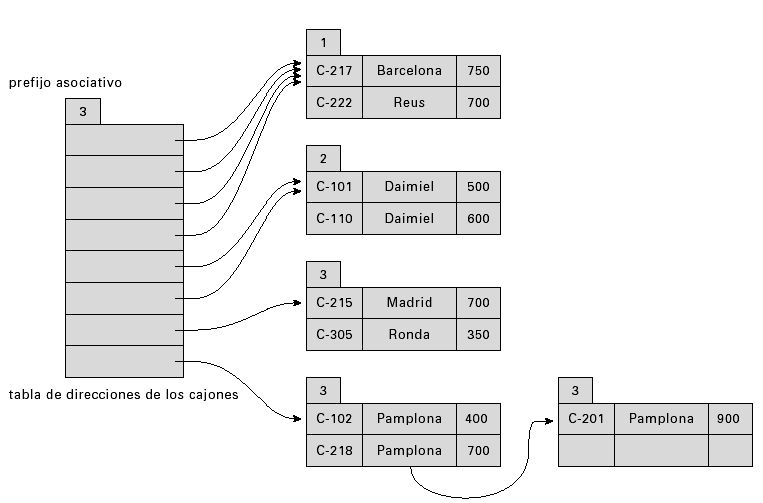 1
C-217 Barcelona 750
C-222 Reus 700
prefijo asociativo
3
2
C-101 Daimiel 500
C-110 Daimiel 600
3
C-215 Madrid 700
C-305 Ronda 350
tabla de direcciones de los cajones
3
C-102 Pamplona 400
C-218 Pamplona 700
3
C-201 Pamplona 900